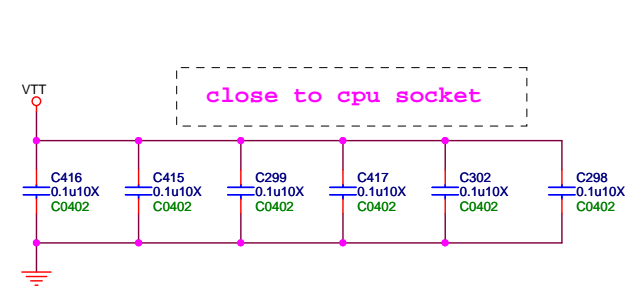 close to cpu socket
VTT
C416
0.1u10X
C0402
C415
0.1u10X
C0402
C299
0.1u10X
C0402
C417
0.1u10X
C0402
C302
0.1u10X
C0402
C298
0.1u10X
C0402